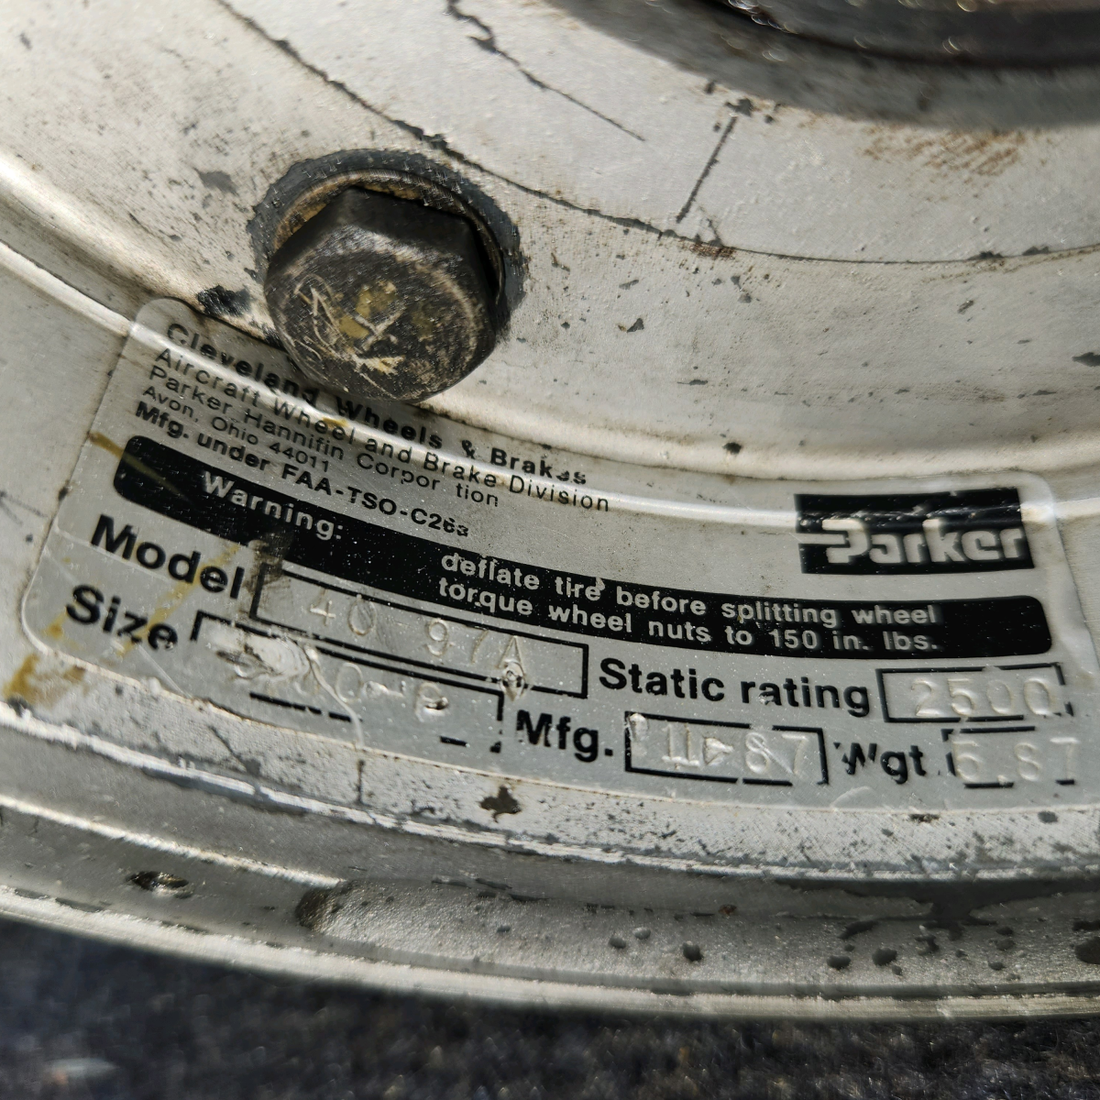 Cleveland Wheels & Brakes
Aircraft Wheel and Brake Division
Parker Hannifin Corpor tion
Avon, Ohio 44011
Mfg. under FAA-TSO-C26
Parker
Warning: deflate tire before splitting wheel
torque wheel nuts to 150 in. lbs.
Model 40 97A
Static rating 2500
Size
Mfg. 87
Wgt 6.87